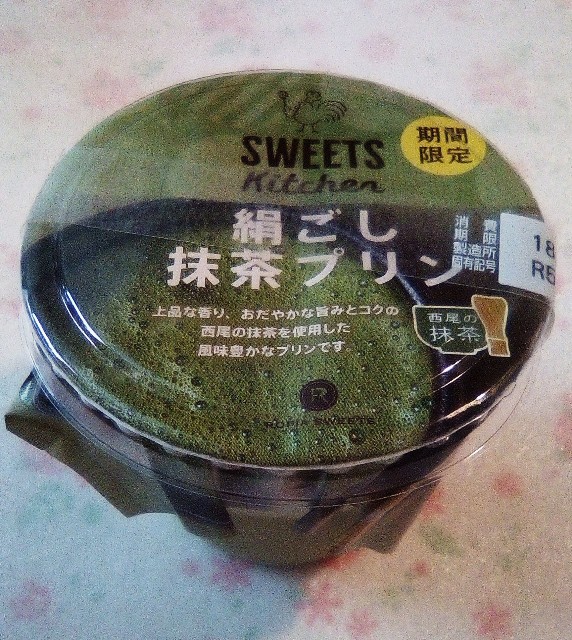 SWEETS
Kitchen
期間
限定
絹ごし
抹茶プリン
消費
期限
製造所
固有記号
18
RE
上品な香り、おだやかな旨みとコクの
西尾の抹茶を使用した
風味豊かなプリンです
西尾の
抹茶
SWEETS